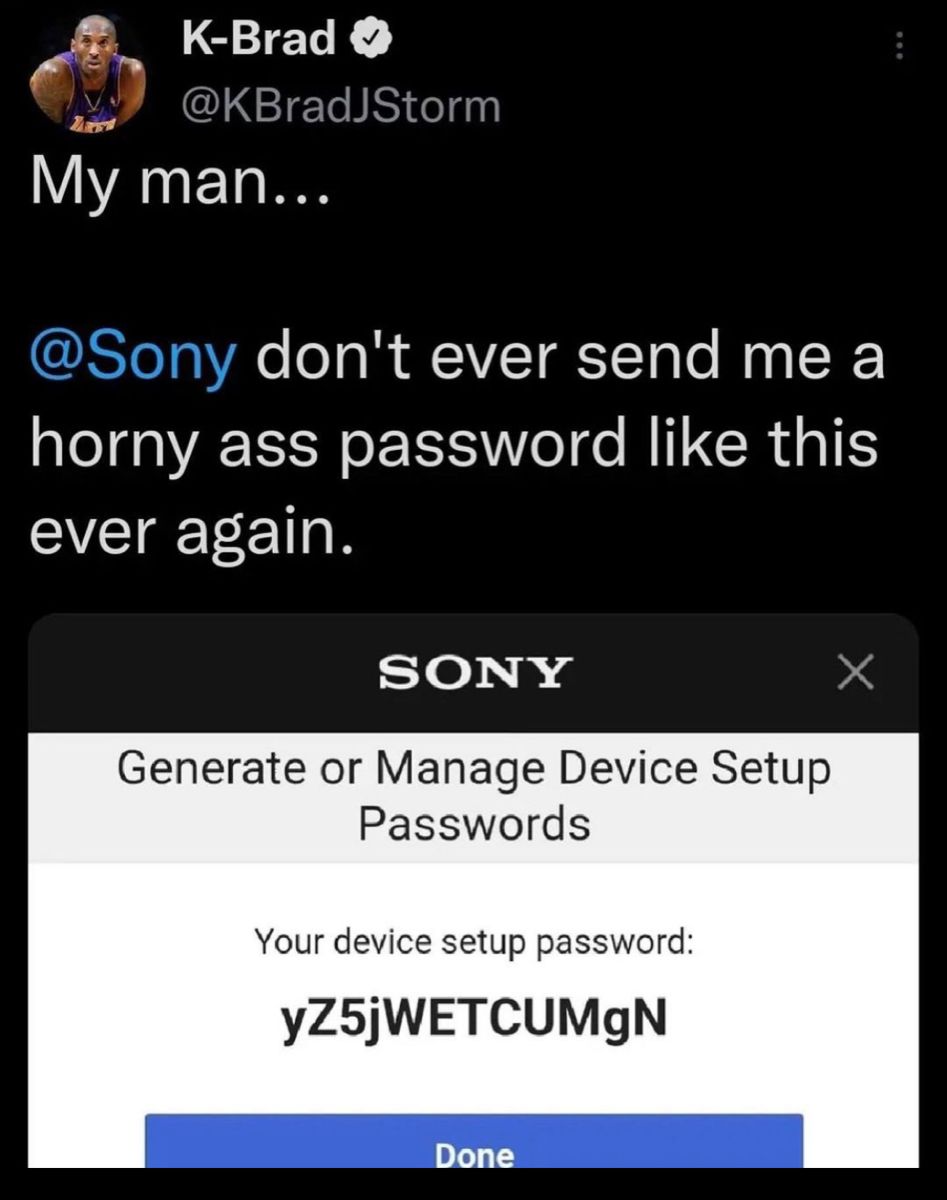 K-Brad
@KBradJStorm
My man...
@Sony don't ever send me a
horny ass password like this
ever again.
SONY
Generate or Manage Device Setup
Passwords
Your device setup password:
yZ5jWETCUMgN
Done